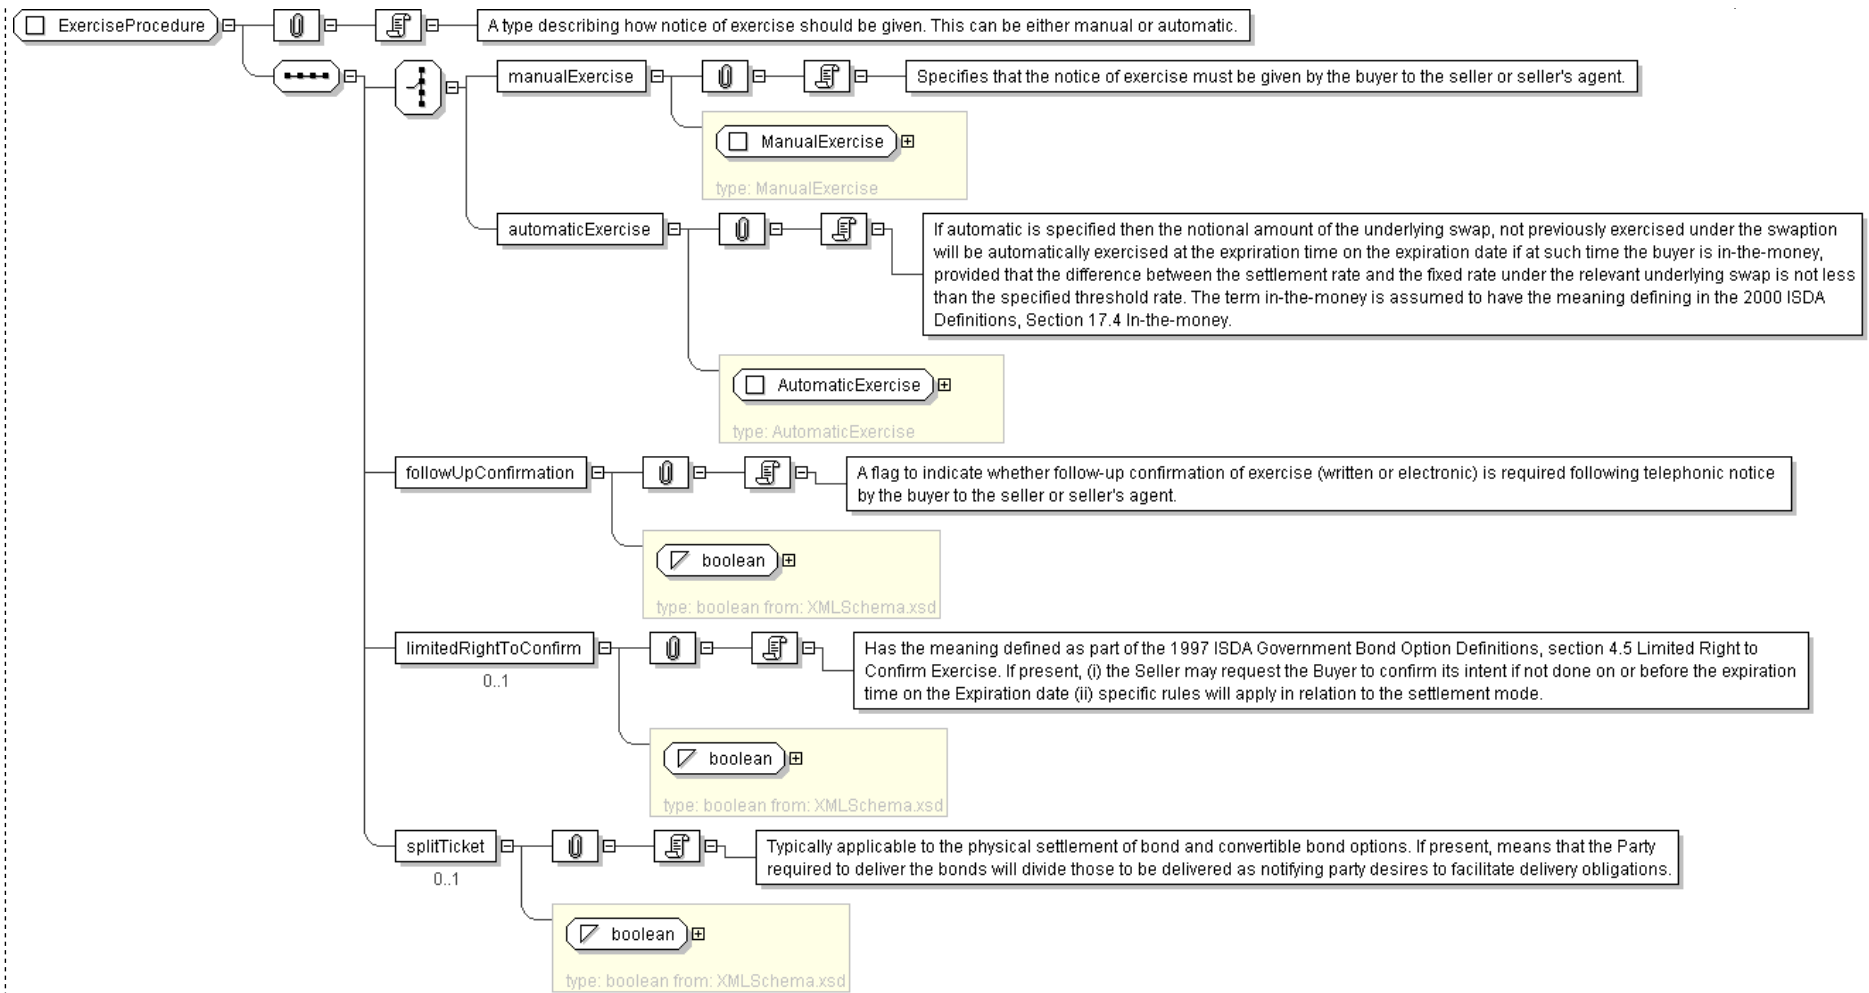 ExerciseProcedure
A type describing how notice of exercise should be given. This can be either manual or automatic.
manualExercise
Specifies that the notice of exercise must be given by the buyer to the seller or seller's agent.
ManualExercise
type: ManualExercise
automaticExercise
If automatic is specified then the notional amount of the underlying swap, not previously exercised under the swaption
will be automatically exercised at the expriration time on the expiration date if at such time the buyer is in-the-money,
provided that the difference between the settlement rate and the fixed rate under the relevant underlying swap is not less
than the specified threshold rate. The term in-the-money is assumed to have the meaning defining in the 2000 ISDA
Definitions, Section 17.4 In-the-money.
AutomaticExercise
type: AutomaticExercise
followUpConfirmation
A flag to indicate whether follow-up confirmation of exercise (written or electronic) is required following telephonic notice
by the buyer to the seller or seller's agent.
boolean
type: boolean from: XMLSchema.xsd
limitedRightToConfirm
0..1
Has the meaning defined as part of the 1997 ISDA Government Bond Option Definitions, section 4.5 Limited Right to
Confirm Exercise. If present, (i) the Seller may request the Buyer to confirm its intent if not done on or before the expiration
time on the Expiration date (ii) specific rules will apply in relation to the settlement mode.
boolean
type: boolean from: XMLSchema.xsd
splitTicket
0..1
Typically applicable to the physical settlement of bond and convertible bond options. If present, means that the Party
required to deliver the bonds will divide those to be delivered as notifying party desires to facilitate delivery obligations.
boolean
type: boolean from: XMLSchema.xsd